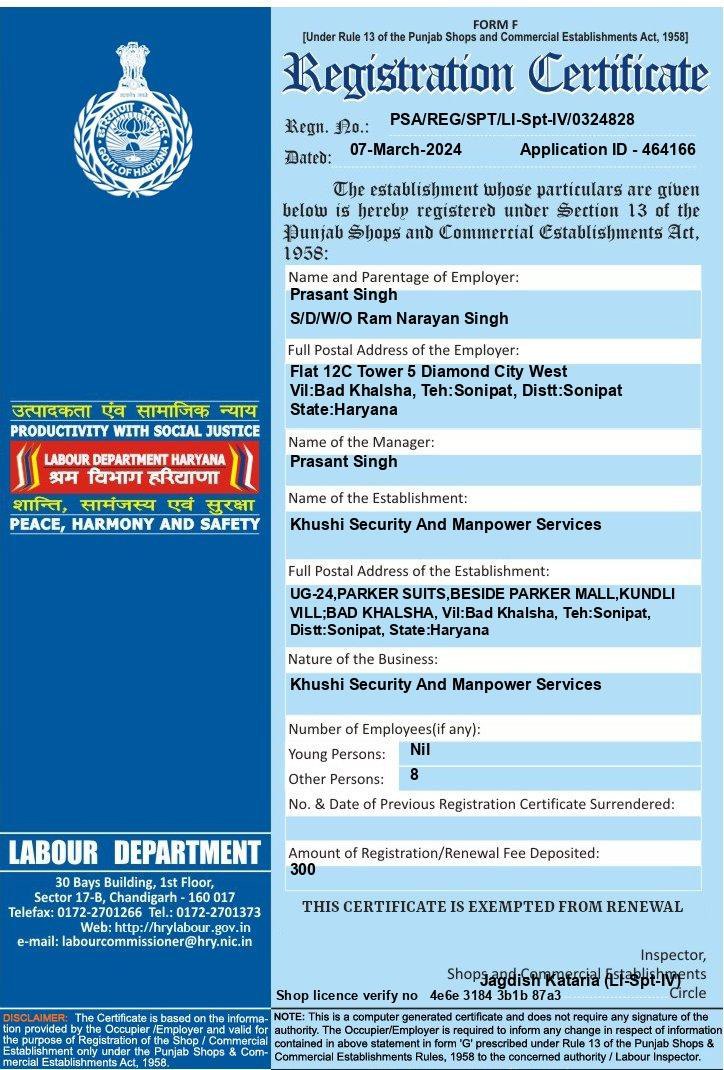 FORM F
[Under Rule 13 of the Punjab Shops and Commercial Establishments Act, 1958]
Registration Certificate
Regn. No.: PSA/REG/SPT/LI-Spt-IV/0324828
Dated: 07-March-2024 Application ID - 464166
The establishment whose particulars are given
below is hereby registered under Section 13 of the
Punjab Shops and Commercial Establishments Act,
1958:
Name and Parentage of Employer:
Prasant Singh
S/D/W/O Ram Narayan Singh
Full Postal Address of the Employer:
Flat 12C Tower 5 Diamond City West
Vil:Bad Khalsha, Teh:Sonipat, Distt:Sonipat
State:Haryana
Name of the Manager:
Prasant Singh
Name of the Establishment:
Khushi Security And Manpower Services
Full Postal Address of the Establishment:
UG-24,PARKER SUITS,BESIDE PARKER MALL,KUNDLI
VILL;BAD KHALSHA, Vil:Bad Khalsha, Teh:Sonipat,
Distt:Sonipat, State:Haryana
Nature of the Business:
Khushi Security And Manpower Services
Number of Employees(if any):
Young Persons: Nil
Other Persons: 8
No. & Date of Previous Registration Certificate Surrendered:
Amount of Registration/Renewal Fee Deposited:
300
THIS CERTIFICATE IS EXEMPTED FROM RENEWAL
Inspector,
Shops and Commercial Establishments
Jagdish Kataria (LI-Spt-IV)
Circle
Shop licence verify no 4e6e 3184 3b1b 87a3
NOTE: This is a computer generated certificate and does not require any signature of the
authority. The Occupier/Employer is required to inform any change in respect of information
contained in above statement in form 'G' prescribed under Rule 13 of the Punjab Shops &
Commercial Establishments Rules, 1958 to the concerned authority / Labour Inspector.
हरियाणा सरकार
GOVT. OF HARYANA
उत्पादकता एंव सामाजिक न्याय
PRODUCTIVITY WITH SOCIAL JUSTICE
LABOUR DEPARTMENT HARYANA
श्रम विभाग हरियाणा
शान्ति, सामंजस्य एवं सुरक्षा
PEACE, HARMONY AND SAFETY
LABOUR DEPARTMENT
30 Bays Building, 1st Floor,
Sector 17-B, Chandigarh - 160 017
Telefax: 0172-2701266 Tel.: 0172-2701373
Web: http://hrylabour.gov.in
e-mail: labourcommissioner@hry.nic.in
DISCLAIMER: The Certificate is based on the informa-
tion provided by the Occupier /Employer and valid for
the purpose of Registration of the Shop / Commercial
Establishment only under the Punjab Shops & Com-
mercial Establishments Act, 1958.